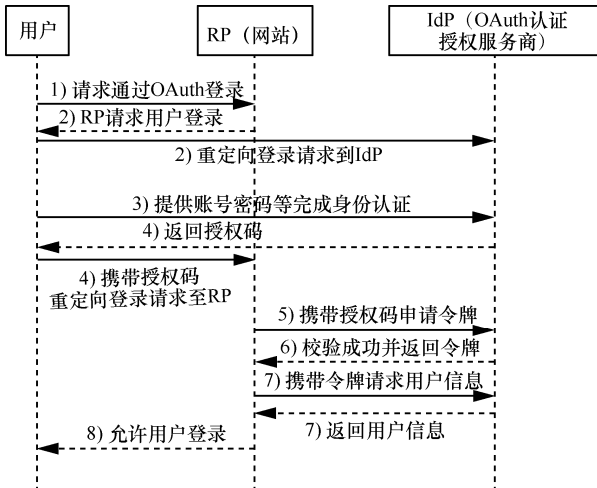 用户
RP（网站）
IdP（OAuth认证
授权服务商）
1) 请求通过OAuth登录
2) RP请求用户登录
2) 重定向登录请求到IdP
3) 提供账号密码等完成身份认证
4) 返回授权码
4) 携带授权码
重定向登录请求至RP
5) 携带授权码申请令牌
6) 校验成功并返回令牌
7) 携带令牌请求用户信息
7) 返回用户信息
8) 允许用户登录